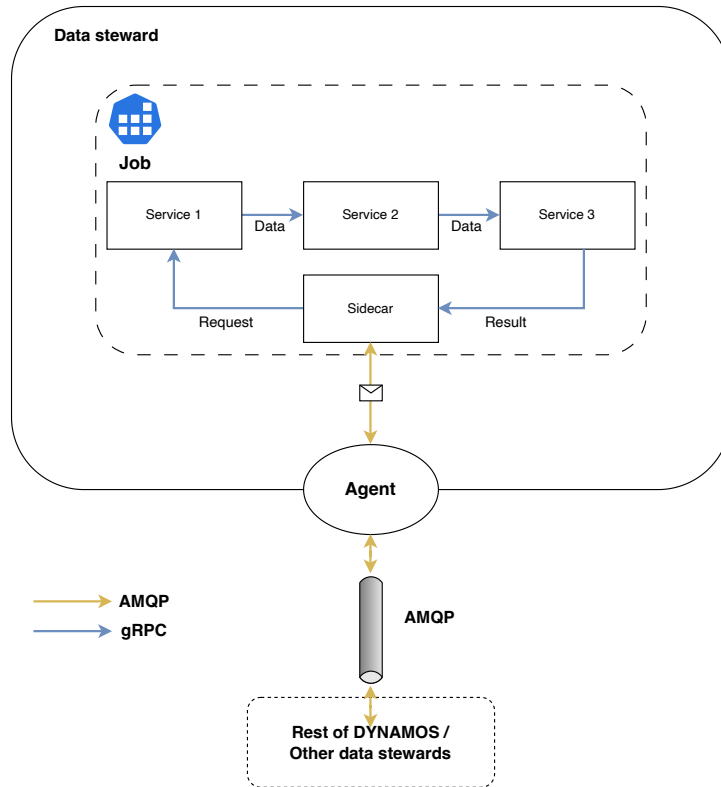 Data steward
Job
Service 1
Data
Service 2
Data
Service 3
Request
Sidecar
Result
Agent
AMQP
gRPC
AMQP
Rest of DYNAMOS /
Other data stewards